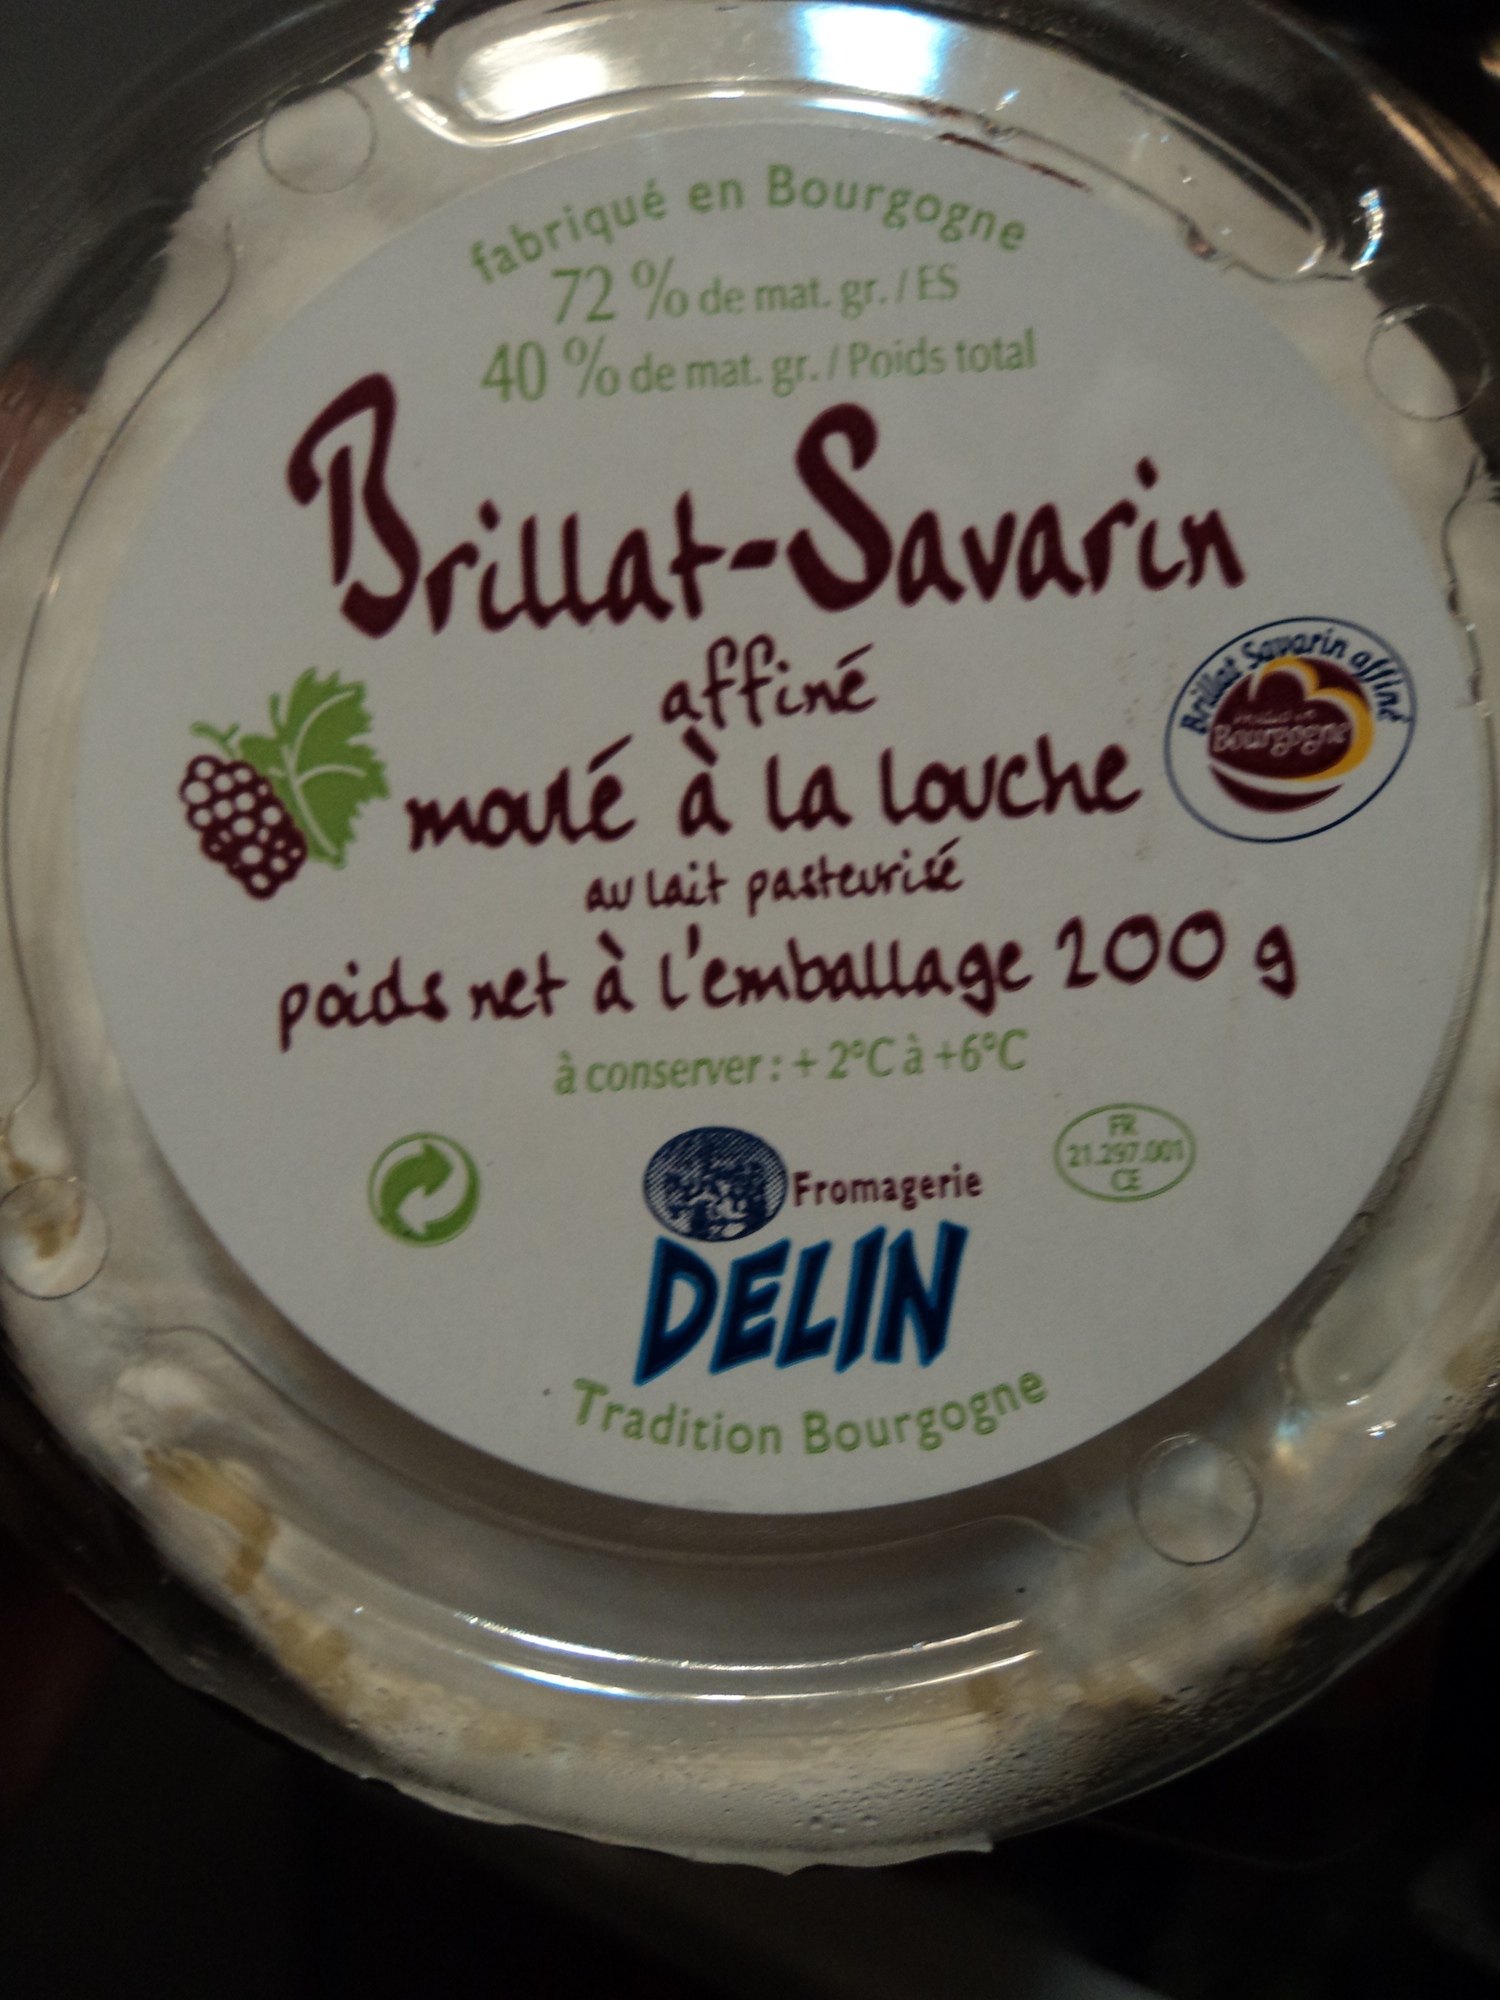 fabriqué en Bourgogne
72 % de mat. gr. / ES
40 % de mat. gr. / Poids total
Brillat-Savarin
affiné
moulé à la louche
au lait pasteurisé
poids net à l'emballage 200 g
à conserver : + 2°C à +6°C
Brillat Savarin affiné
Bourgogne
FR
21.297.001
CE
Fromagerie
DELIN
Tradition Bourgogne